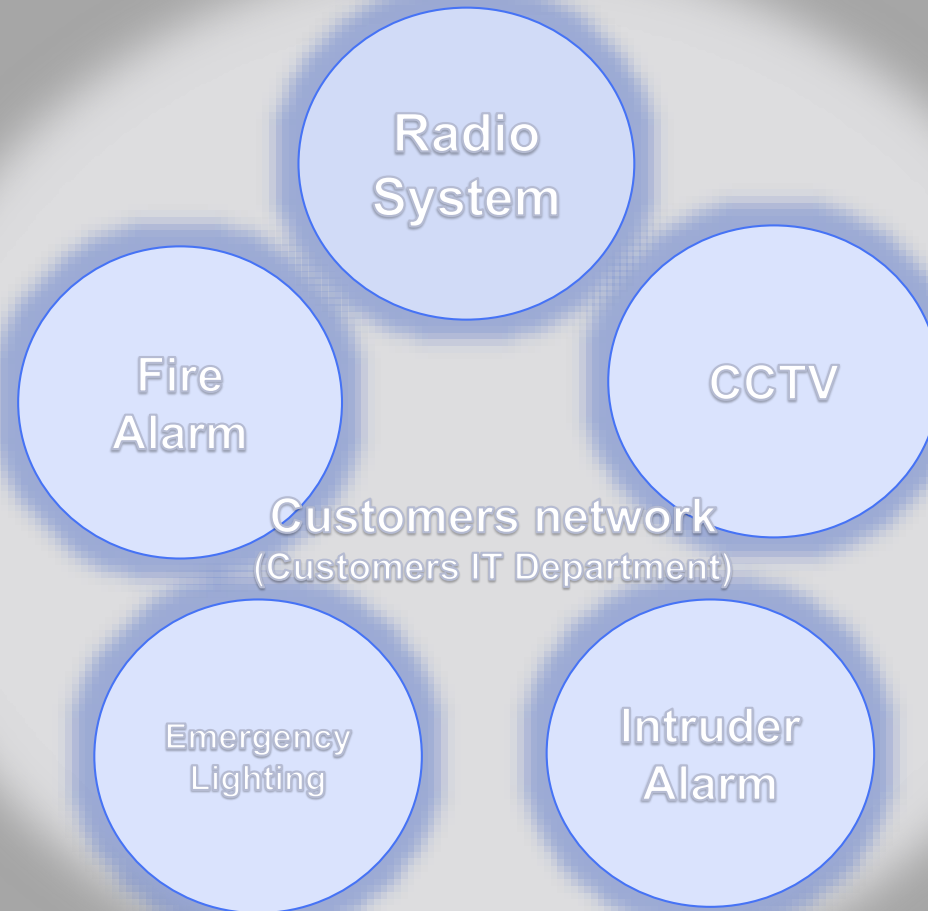 Radio
System
Fire
Alarm
CCTV
Customers network
(Customers IT Department)
Emergency
Lighting
Intruder
Alarm